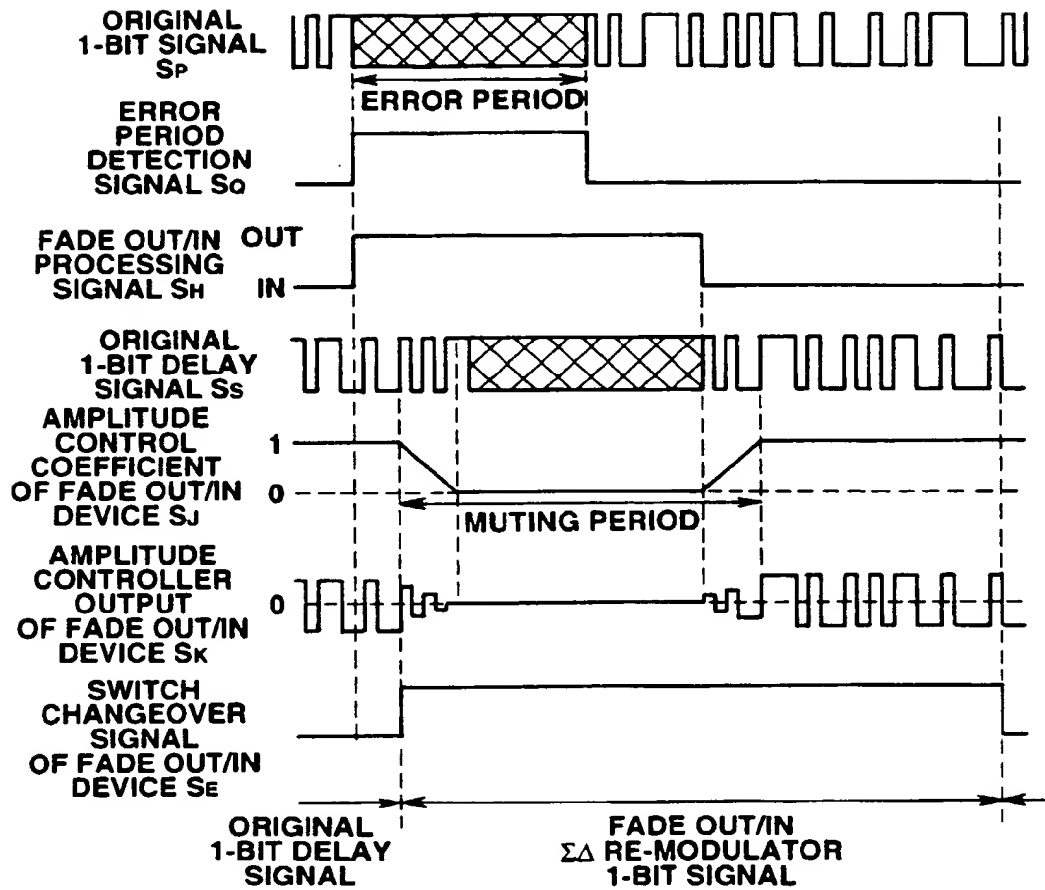 ORIGINAL
1-BIT SIGNAL
SP
ERROR PERIOD
ERROR
PERIOD
DETECTION
SIGNAL SQ
FADE OUT/IN OUT
PROCESSING
SIGNAL SH IN
ORIGINAL
1-BIT DELAY
SIGNAL SS
AMPLITUDE
CONTROL 1
COEFFICIENT
OF FADE OUT/IN 0
DEVICE SJ
MUTING PERIOD
AMPLITUDE
CONTROLLER
OUTPUT 0
OF FADE OUT/IN
DEVICE SK
SWITCH
CHANGEOVER
SIGNAL
OF FADE OUT/IN
DEVICE SE
ORIGINAL
1-BIT DELAY
SIGNAL
FADE OUT/IN
ΣΔ RE-MODULATOR
1-BIT SIGNAL